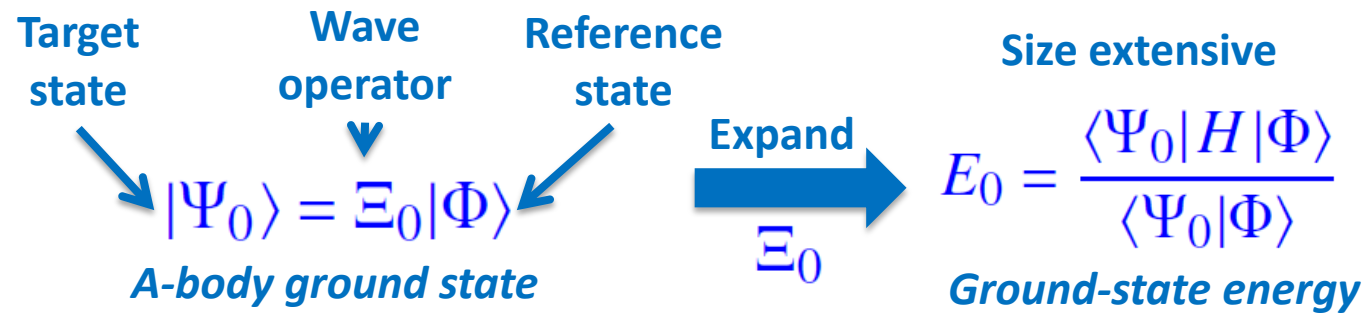 Target state
Wave operator
Reference state
|Ψ₀⟩ = Ξ₀|Φ⟩
A-body ground state
Expand
Ξ₀
Size extensive
E₀ = ⟨Ψ₀|H|Φ⟩ / ⟨Ψ₀|Φ⟩
Ground-state energy